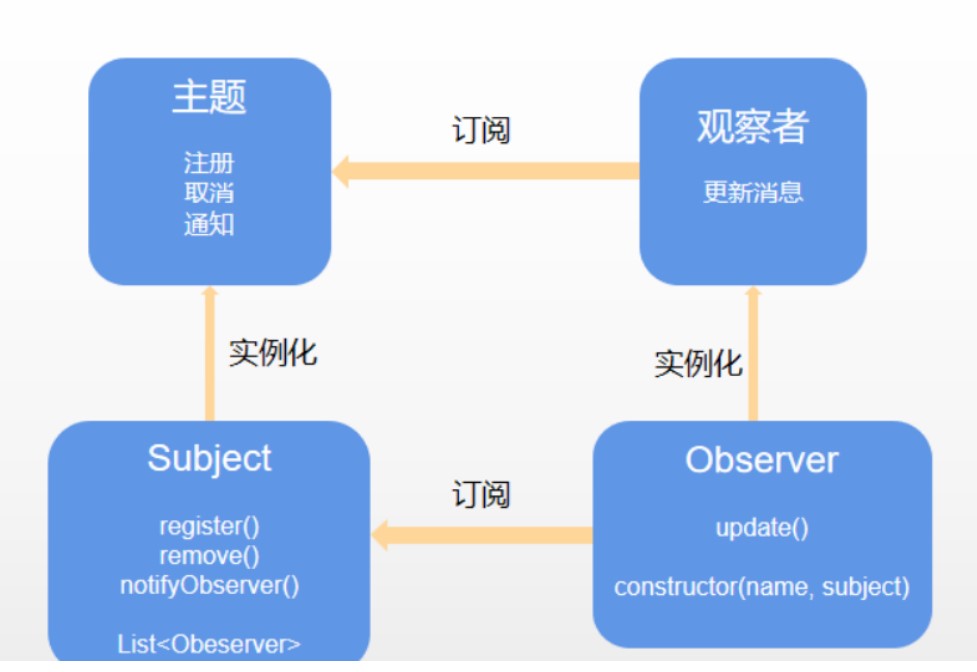 主题
注册
取消
通知
订阅
观察者
更新消息
实例化
实例化
Subject
register()
remove()
notifyObserver()
List<Obeserver>
订阅
Observer
update()
constructor(name, subject)